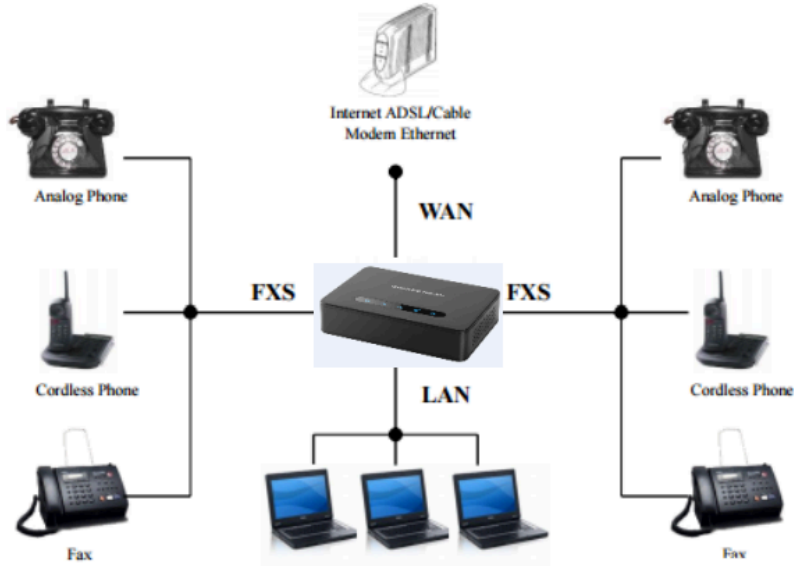 Internet ADSL/Cable
Modem Ethernet
Analog Phone
Analog Phone
WAN
FXS
FXS
Cordless Phone
Cordless Phone
LAN
Fax
Fax